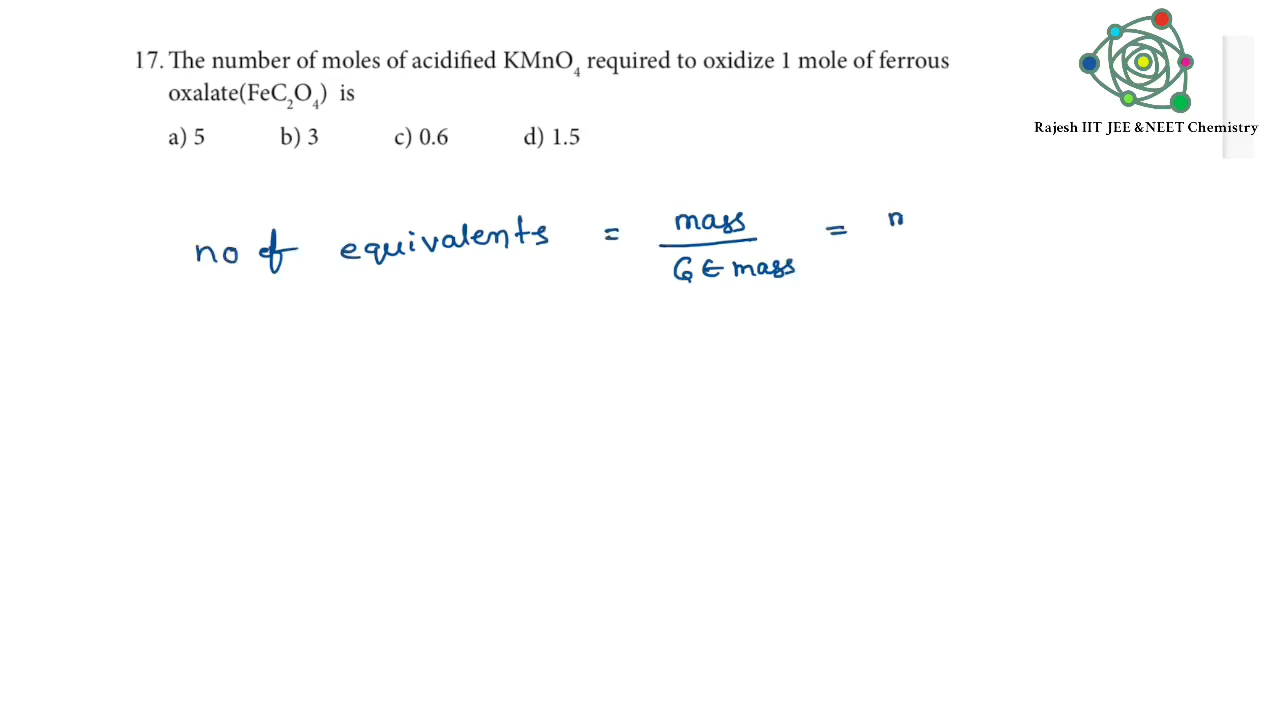 17. The number of moles of acidified KMnO₄ required to oxidize 1 mole of ferrous
oxalate(FeC₂O₄) is
a) 5 b) 3 c) 0.6 d) 1.5
Rajesh IIT JEE &NEET Chemistry
no of equivalents = mass / GE mass = n